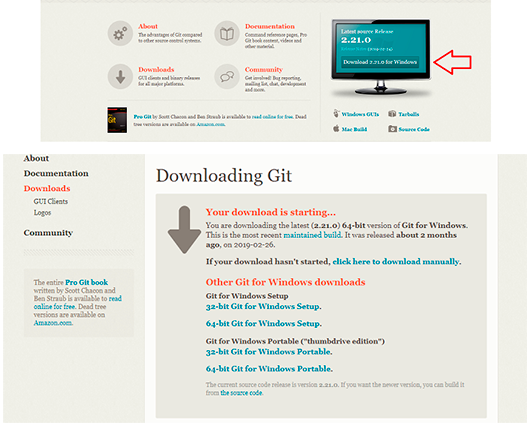 About
The advantages of Git compared
to other source control systems.
Documentation
Command reference pages, Pro
Git book content, videos and
other material.
Downloads
GUI clients and binary releases
for all major platforms.
Community
Get involved! Bug reporting,
mailing list, chat, development
and more.
Pro Git by Scott Chacon and Ben Straub is available to read online for free. Dead
tree versions are available on Amazon.com.
Latest source Release
2.21.0
Download 2.21.0 for Windows
Windows GUIs
Tarballs
Mac Build
Source Code
About
Documentation
Downloads
GUI Clients
Logos
Community
The entire Pro Git book
written by Scott Chacon and
Ben Straub is available to read
online for free. Dead tree
versions are available on
Amazon.com.
Downloading Git
Your download is starting...
You are downloading the latest (2.21.0) 64-bit version of Git for Windows.
This is the most recent maintained build. It was released about 2 months
ago, on 2019-02-26.
If your download hasn't started, click here to download manually.
Other Git for Windows downloads
Git for Windows Setup
32-bit Git for Windows Setup.
64-bit Git for Windows Setup.
Git for Windows Portable ("thumbdrive edition")
32-bit Git for Windows Portable.
64-bit Git for Windows Portable.
The current source code release is version 2.21.0. If you want the newer version, you can build it
from the source code.